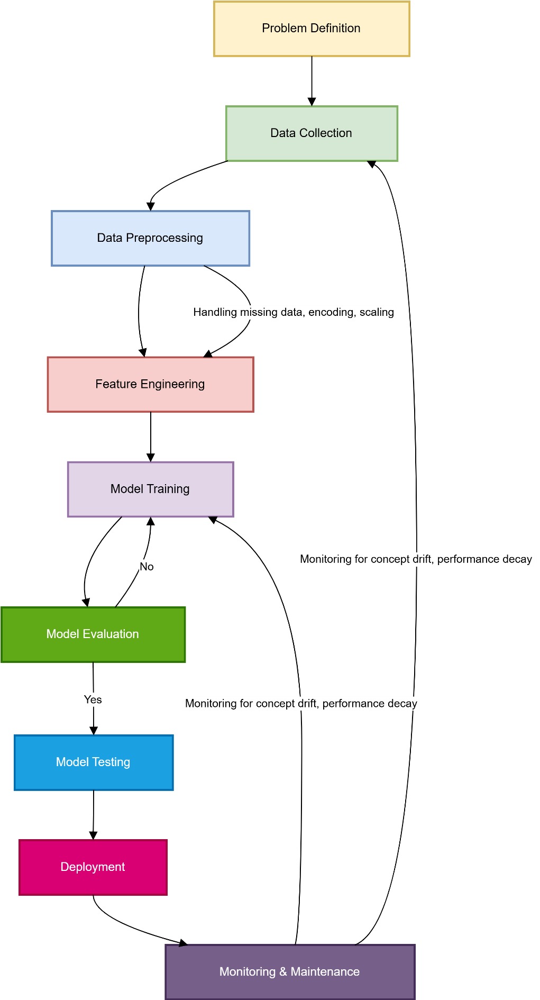 Problem Definition
Data Collection
Data Preprocessing
Handling missing data, encoding, scaling
Feature Engineering
Model Training
Monitoring for concept drift, performance decay
No
Model Evaluation
Yes
Monitoring for concept drift, performance decay
Model Testing
Deployment
Monitoring & Maintenance